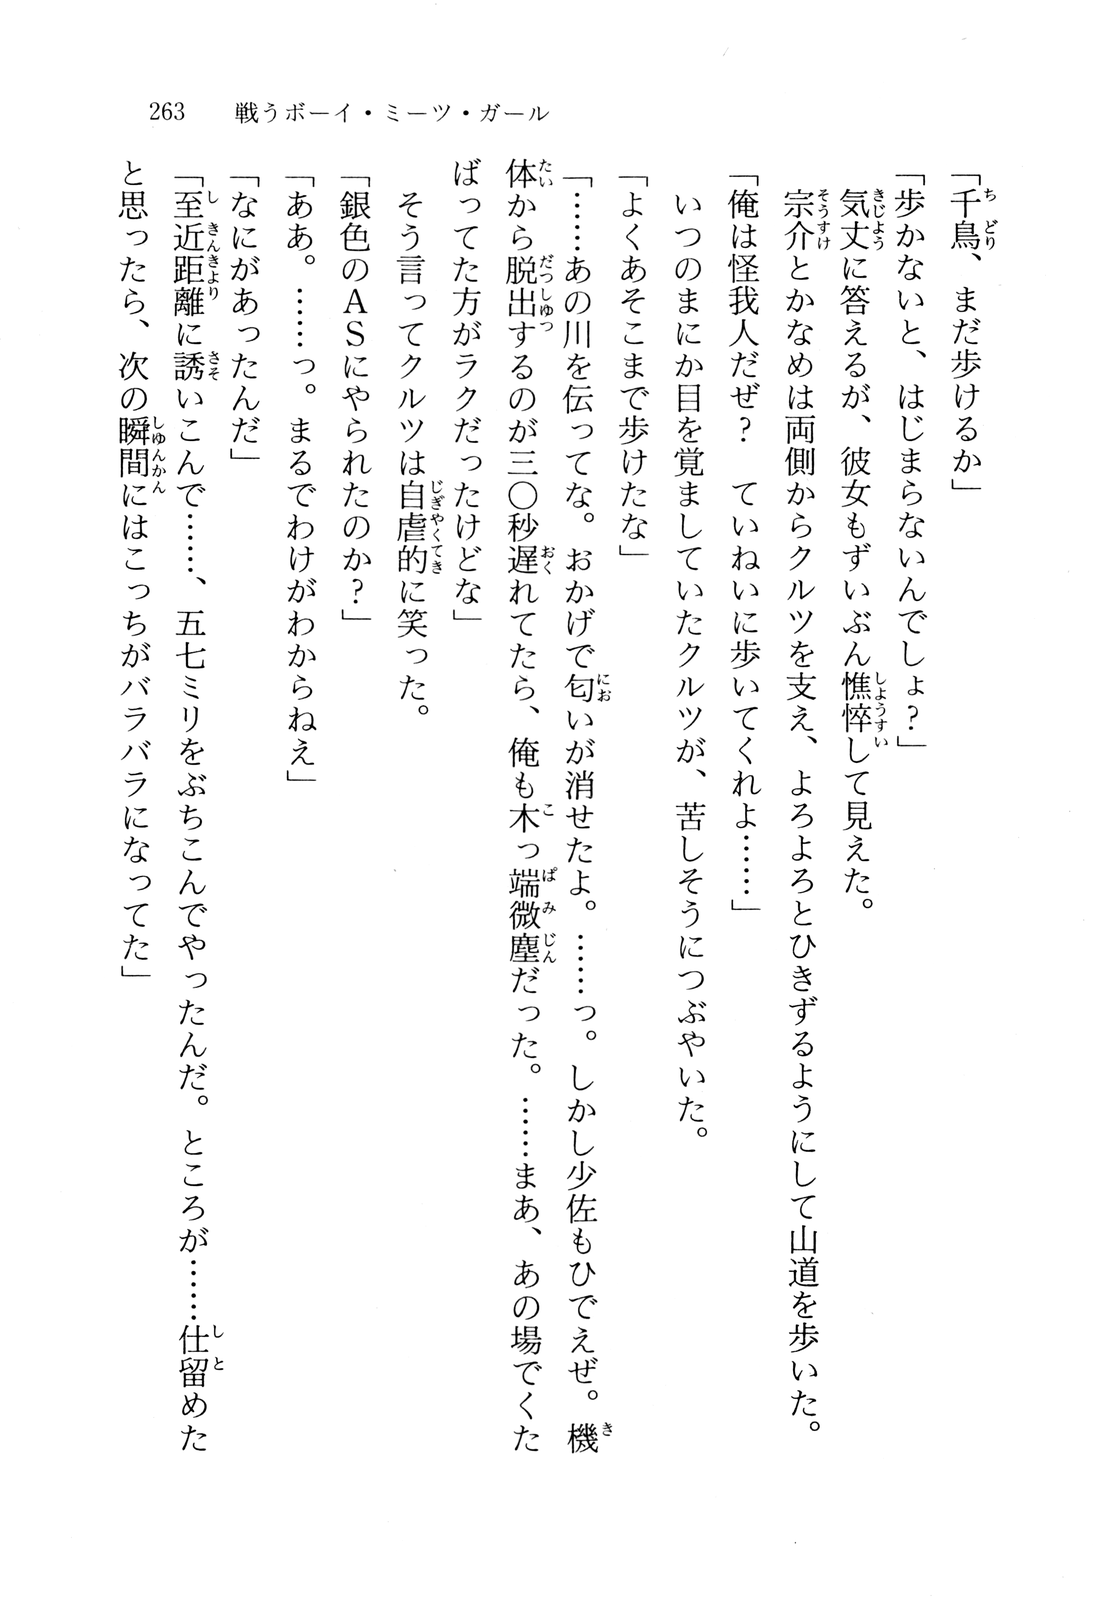 263　戦うボーイ・ミーツ・ガール
「千鳥、まだ歩けるか」
「歩かないと、はじまらないんでしょ？」
　気丈に答えるが、彼女もずいぶん憔悴して見えた。
　宗介とかなめは両側からクルツを支え、よろよろとひきずるようにして山道を歩いた。
「俺は怪我人だぜ？　ていねいに歩いてくれよ……」
　いつのまにか目を覚ましていたクルツが、苦しそうにつぶやいた。
「よくあそこまで歩けたな」
「……あの川を伝ってな。おかげで匂いが消せたよ。……っ。しかし少佐もひでえぜ。機
体から脱出するのが三〇秒遅れてたら、俺も木っ端微塵だった。……まあ、あの場でくた
ばってた方がラクだったけどな」
　そう言ってクルツは自虐的に笑った。
「銀色のＡＳにやられたのか？」
「ああ。……っ。まるでわけがわからねえ」
「なにがあったんだ」
「至近距離に誘いこんで……、五七ミリをぶちこんでやったんだ。ところが……仕留めた
と思ったら、次の瞬間にはこっちがバラバラになってた」